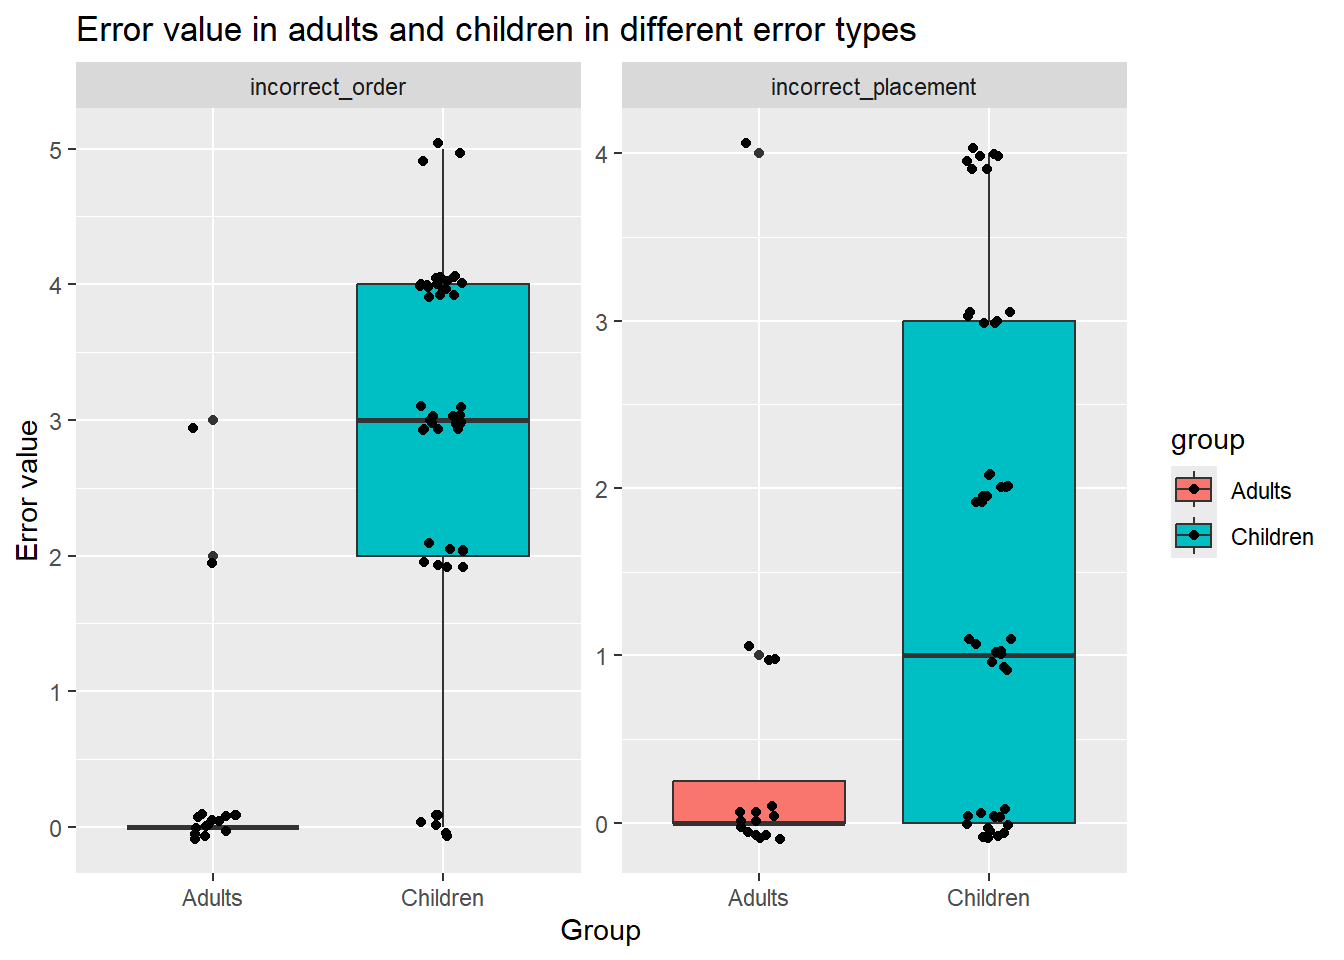 Error value in adults and children in different error types
incorrect_order
incorrect_placement
Error value
5
4
3
2
1
0
4
3
2
1
0
Adults
Children
Adults
Children
Group
group
Adults
Children